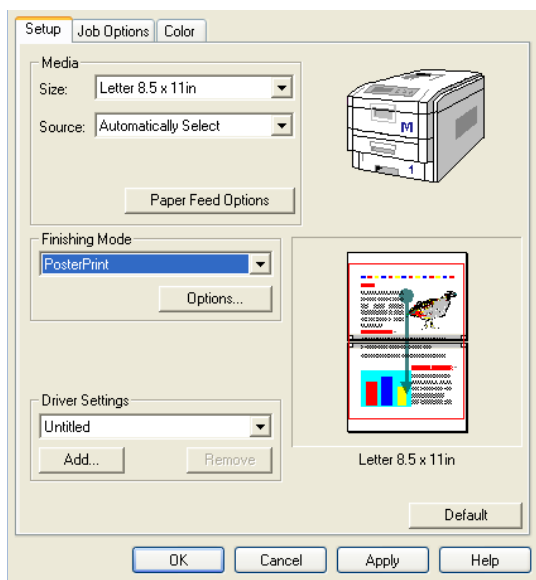 Setup Job Options Color
Media
Size: Letter 8.5 x 11in
Source: Automatically Select
Paper Feed Options
M
1
Finishing Mode
PosterPrint
Options...
Driver Settings
Untitled
Add... Remove
Letter 8.5 x 11in
Default
OK Cancel Apply Help